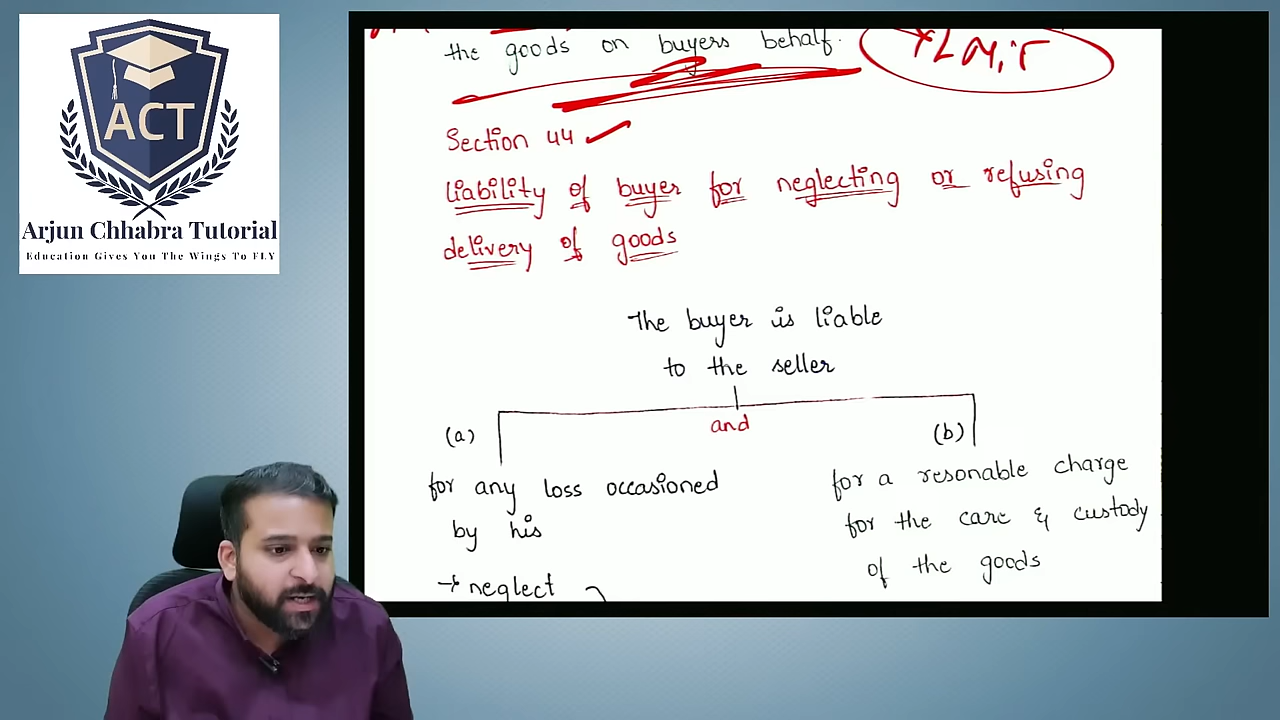 ACT
Arjun Chhabra Tutorial
Education Gives You The Wings To FLY
the goods on buyers behalf.
Section 44
liability of buyer for neglecting or refusing
delivery of goods
The buyer is liable
to the seller
and
(a)
for any loss occasioned
by his
→ neglect
(b)
for a resonable charge
for the care & custody
of the goods